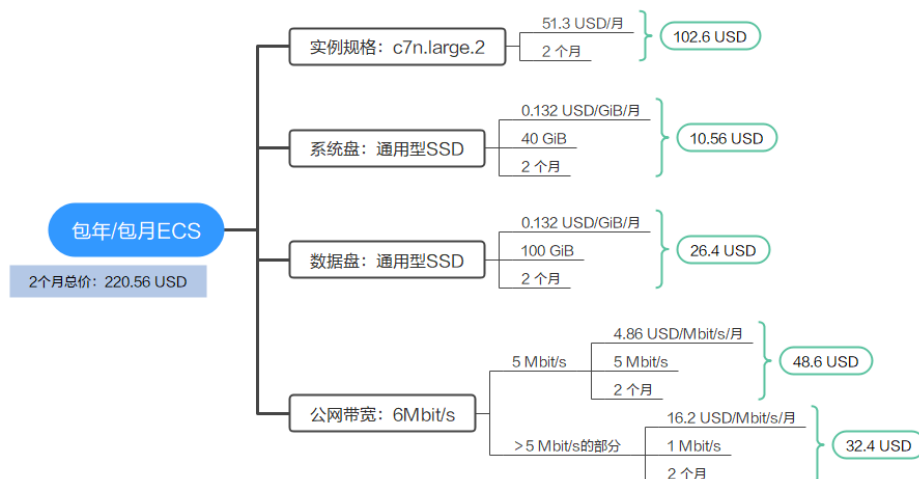 包年/包月ECS
2个月总价：220.56 USD
实例规格：c7n.large.2
51.3 USD/月
2 个月
102.6 USD
系统盘：通用型SSD
0.132 USD/GiB/月
40 GiB
2 个月
10.56 USD
数据盘：通用型SSD
0.132 USD/GiB/月
100 GiB
2 个月
26.4 USD
公网带宽：6Mbit/s
5 Mbit/s
4.86 USD/Mbit/s/月
5 Mbit/s
2 个月
48.6 USD
>5 Mbit/s的部分
16.2 USD/Mbit/s/月
1 Mbit/s
2 个月
32.4 USD